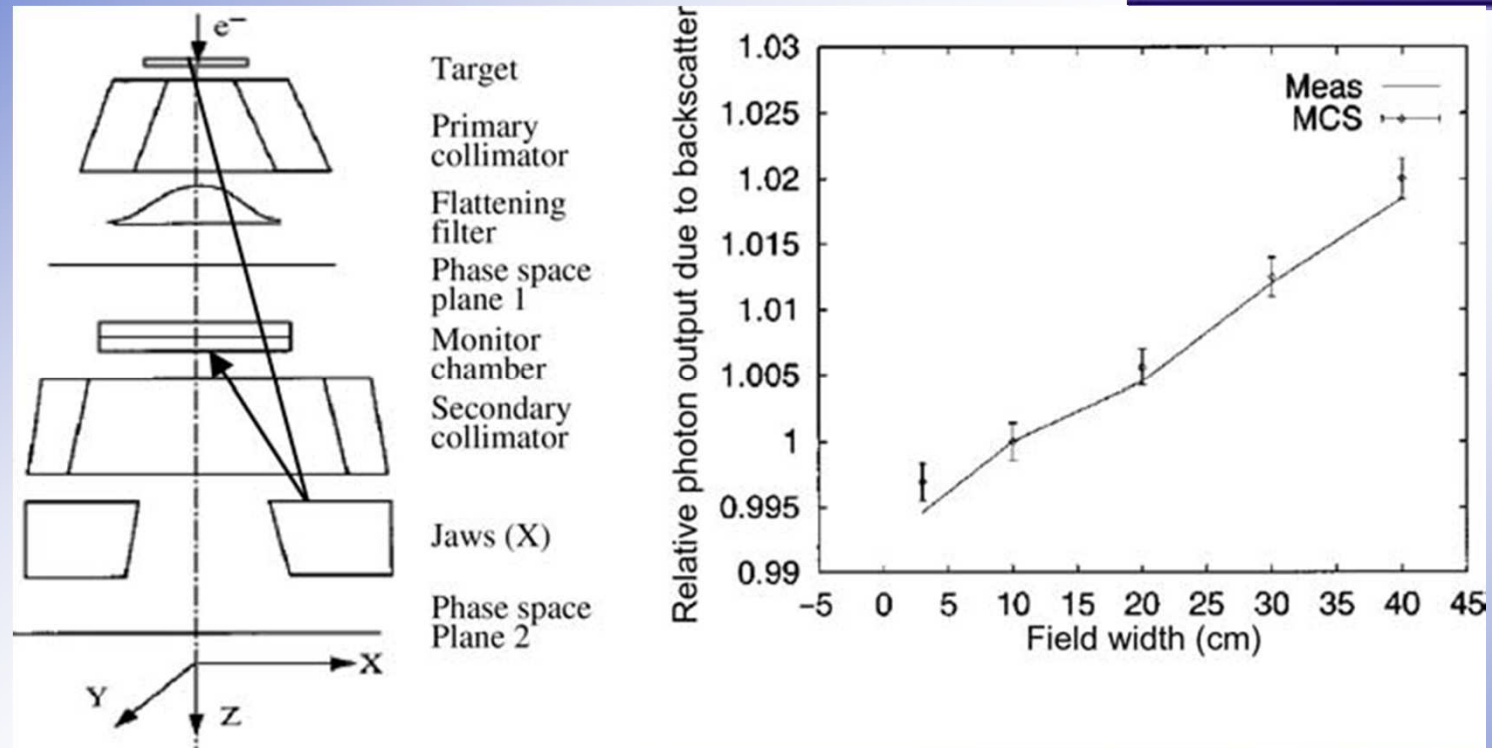 e⁻
Target
Primary
collimator
Flattening
filter
Phase space
plane 1
Monitor
chamber
Secondary
collimator
Jaws (X)
Phase space
Plane 2
X
Y
Z
Relative photon output due to backscatter
1.03
1.025
1.02
1.015
1.01
1.005
1
0.995
0.99
Meas
MCS
−5 0 5 10 15 20 25 30 35 40 45
Field width (cm)